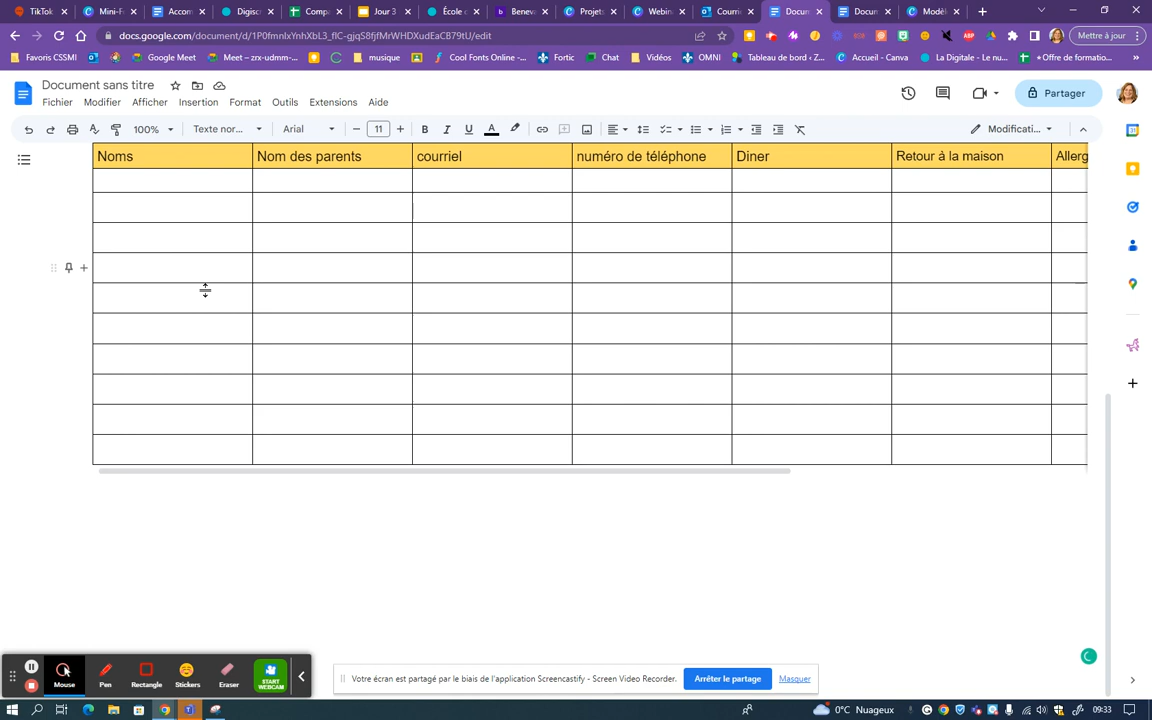 TikTok
Mini-F
Accom
Digiscr
Comp
Jour 3
École
Benev
Projets
Webin
Courrie
Docum
Docum
Modèl
docs.google.com/document/d/1P0fmnlxYnhXbL3_fIC-gjqS8fjfMrWHDXudEaCB79tU/edit
Mettre à jour
Favoris CSSMI
Google Meet
Meet – zrx-udmm-...
musique
Cool Fonts Online -...
Fortic
Chat
Vidéos
OMNI
Tableau de bord ‹ Z...
Accueil - Canva
La Digitale - Le nu...
*Offre de formatio...
Document sans titre
Fichier Modifier Afficher Insertion Format Outils Extensions Aide
Partager
100% Texte nor... Arial 11 B I U A Modificati...
Noms Nom des parents courriel numéro de téléphone Diner Retour à la maison Allerg
Mouse Pen Rectangle Stickers Eraser START WEBCAM
Votre écran est partagé par le biais de l'application Screencastify - Screen Video Recorder. Arrêter le partage Masquer
0°C Nuageux 09:33